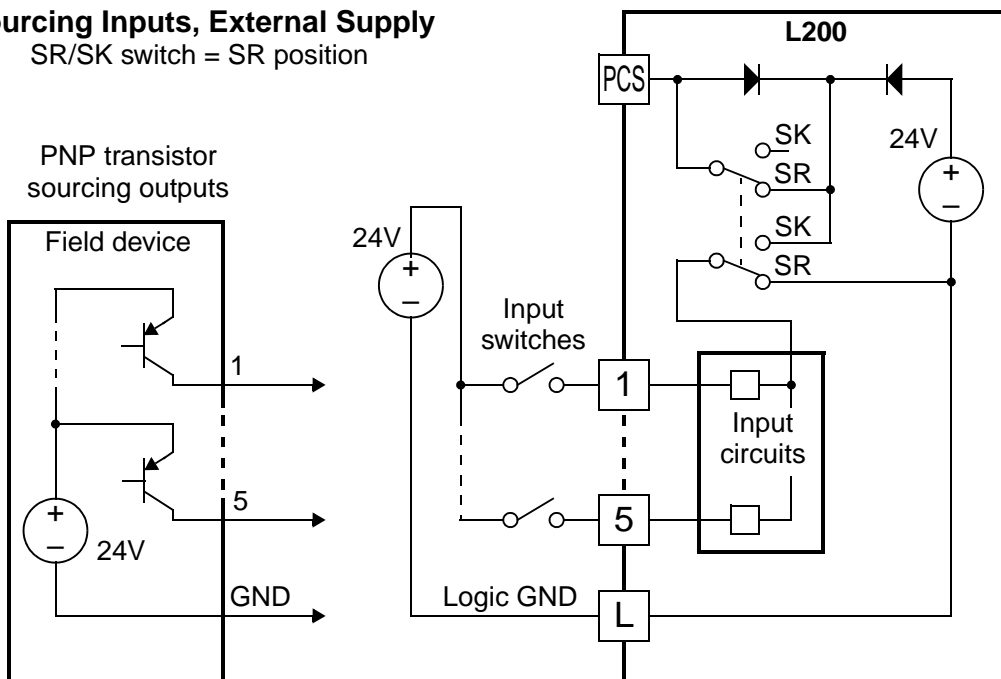 ourcing Inputs, External Supply
SR/SK switch = SR position
L200
PCS
SK
SR
24V
+
–
SK
SR
PNP transistor
sourcing outputs
Field device
1
5
+
–
24V
GND
24V
+
–
Input
switches
1
5
Input
circuits
Logic GND
L